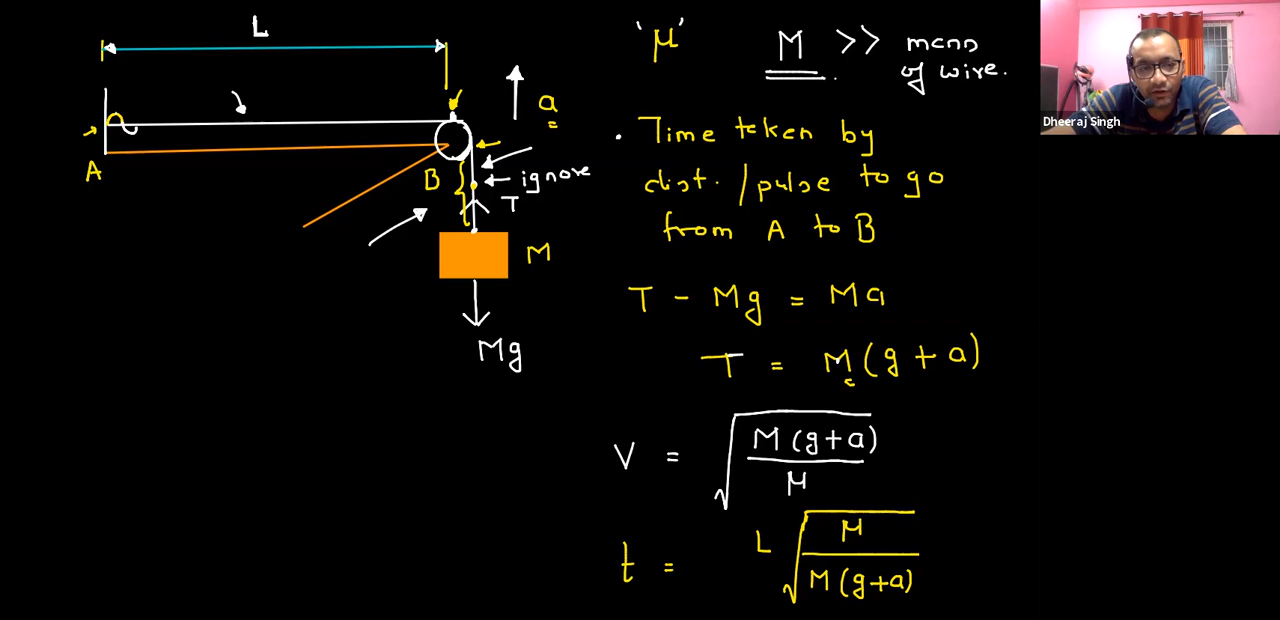 L
'μ'
M >> mass
of wire.
a
Dheeraj Singh
. Time taken by
A
B
ignore
dist. / pulse to go
T
from A to B
M
T - Mg = Ma
Mg
T = M(g + a)
V = √ M(g+a)
μ
t = L √ μ
M(g+a)